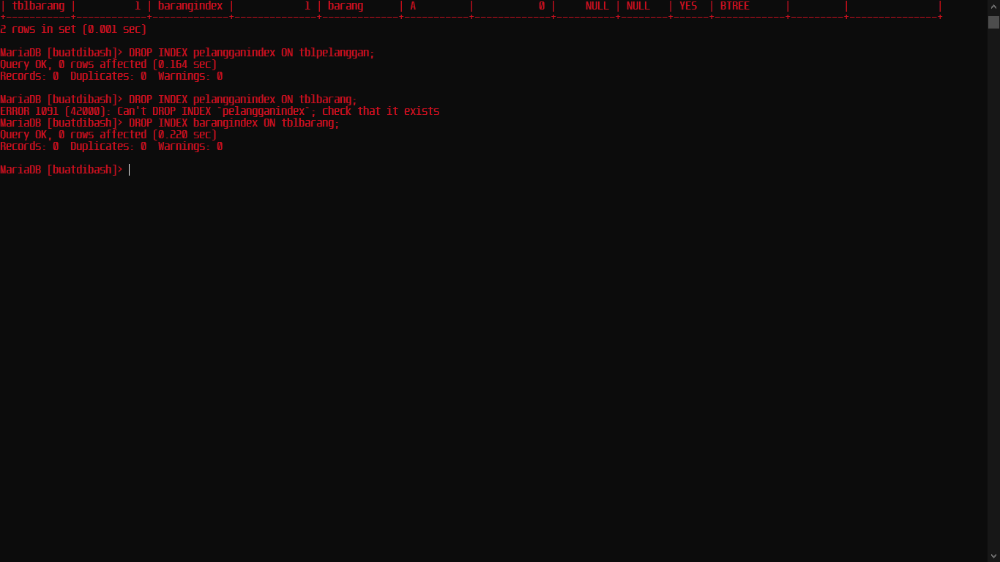 | tblbarang |          1 | barangindex |            1 | barang      | A         |           0 |     NULL | NULL   | YES  | BTREE      |         |               |
+-----------+------------+-------------+--------------+-------------+-----------+-------------+----------+--------+------+------------+---------+---------------+
2 rows in set (0.001 sec)
MariaDB [buatdibash]> DROP INDEX pelangganindex ON tblpelanggan;
Query OK, 0 rows affected (0.164 sec)
Records: 0  Duplicates: 0  Warnings: 0
MariaDB [buatdibash]> DROP INDEX pelangganindex ON tblbarang;
ERROR 1091 (42000): Can't DROP INDEX `pelangganindex`; check that it exists
MariaDB [buatdibash]> DROP INDEX barangindex ON tblbarang;
Query OK, 0 rows affected (0.220 sec)
Records: 0  Duplicates: 0  Warnings: 0
MariaDB [buatdibash]>